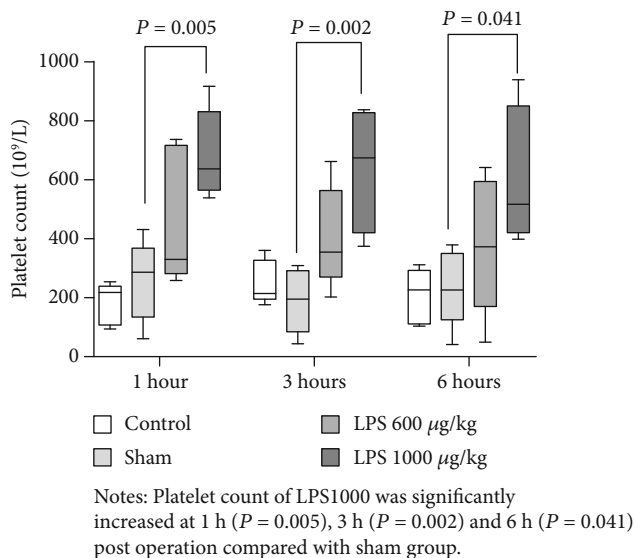 P = 0.005
P = 0.002
P = 0.041
Platelet count (10⁹/L)
1000
800
600
400
200
0
1 hour
3 hours
6 hours
Control
LPS 600 μg/kg
Sham
LPS 1000 μg/kg
Notes: Platelet count of LPS1000 was significantly
increased at 1 h (P = 0.005), 3 h (P = 0.002) and 6 h (P = 0.041)
post operation compared with sham group.